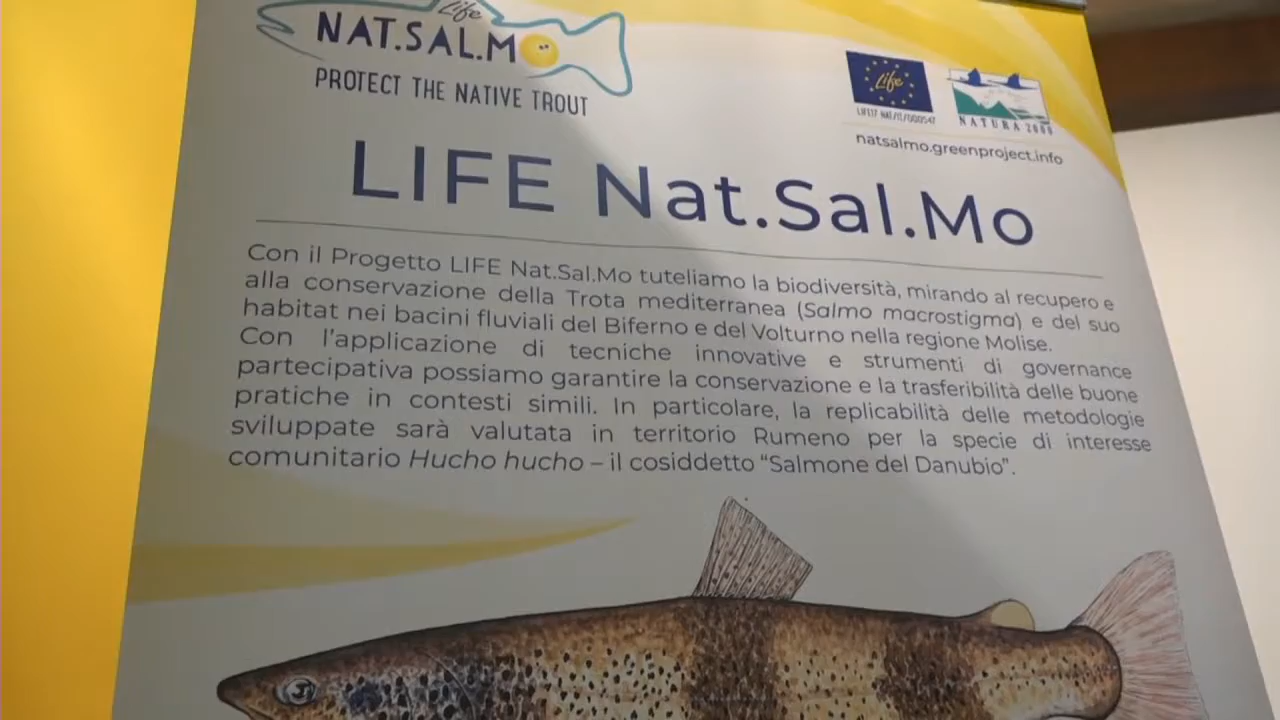 Life
NAT.SAL.MO
PROTECT THE NATIVE TROUT
Life
LIFE17 NAT/IT/000547
NATURA 2000
natsalmo.greenproject.info
LIFE Nat.Sal.Mo
Con il Progetto LIFE Nat.Sal.Mo tuteliamo la biodiversità, mirando al recupero e
alla conservazione della Trota mediterranea (Salmo macrostigma) e del suo
habitat nei bacini fluviali del Biferno e del Volturno nella regione Molise.
Con l'applicazione di tecniche innovative e strumenti di governance
partecipativa possiamo garantire la conservazione e la trasferibilità delle buone
pratiche in contesti simili. In particolare, la replicabilità delle metodologie
sviluppate sarà valutata in territorio Rumeno per la specie di interesse
comunitario Hucho hucho – il cosiddetto “Salmone del Danubio”.